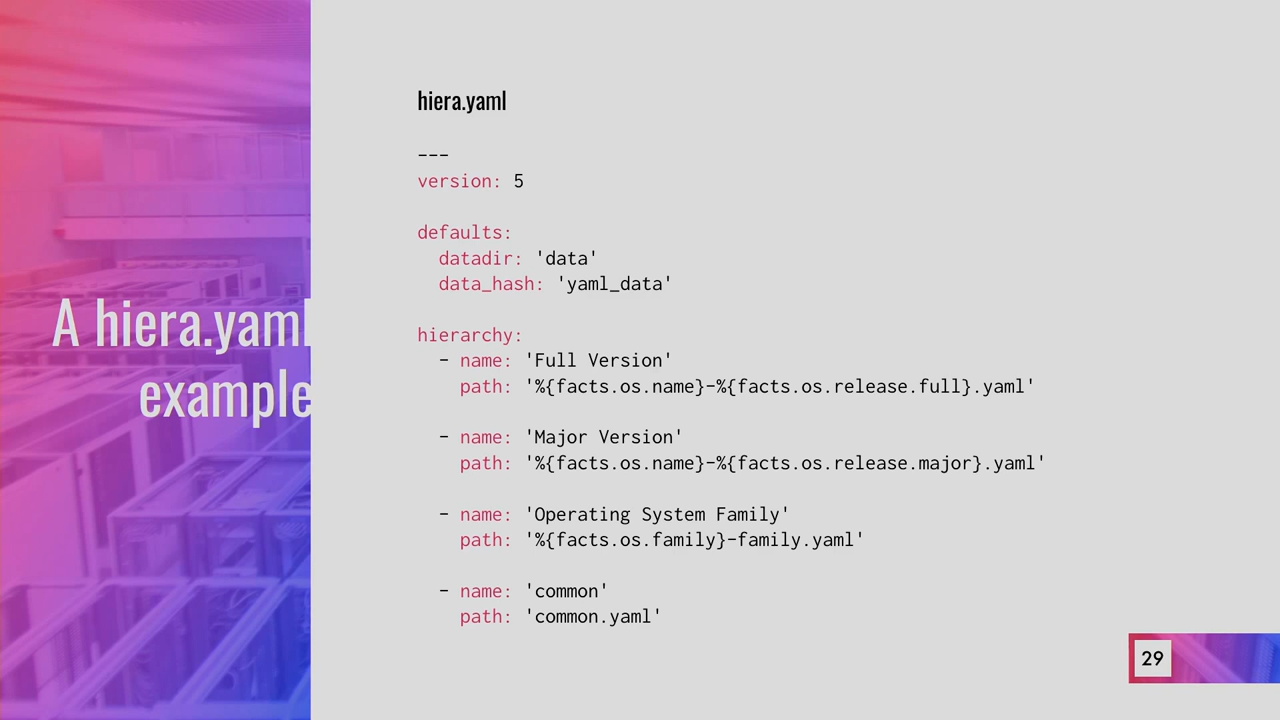 A hiera.yaml
example
hiera.yaml
---
version: 5
defaults:
  datadir: 'data'
  data_hash: 'yaml_data'
hierarchy:
  - name: 'Full Version'
    path: '%{facts.os.name}-%{facts.os.release.full}.yaml'
  - name: 'Major Version'
    path: '%{facts.os.name}-%{facts.os.release.major}.yaml'
  - name: 'Operating System Family'
    path: '%{facts.os.family}-family.yaml'
  - name: 'common'
    path: 'common.yaml'
29